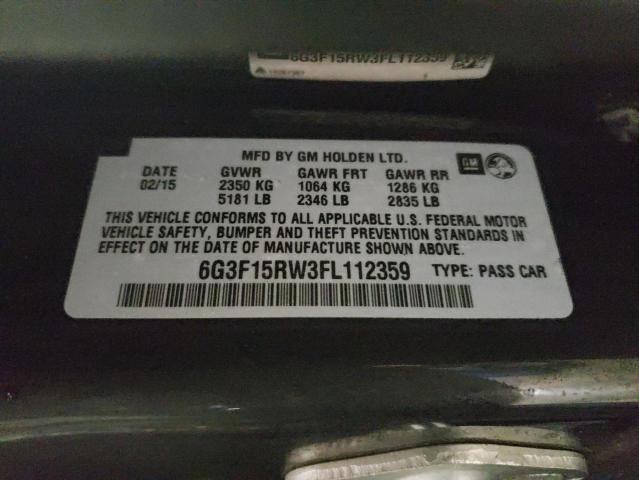 6G3F15RW3FL112359
MFD BY GM HOLDEN LTD.
GM
DATE GVWR GAWR FRT GAWR RR
02/15 2350 KG 1064 KG 1286 KG
5181 LB 2346 LB 2835 LB
THIS VEHICLE CONFORMS TO ALL APPLICABLE U.S. FEDERAL MOTOR
VEHICLE SAFETY, BUMPER AND THEFT PREVENTION STANDARDS IN
EFFECT ON THE DATE OF MANUFACTURE SHOWN ABOVE.
6G3F15RW3FL112359 TYPE: PASS CAR